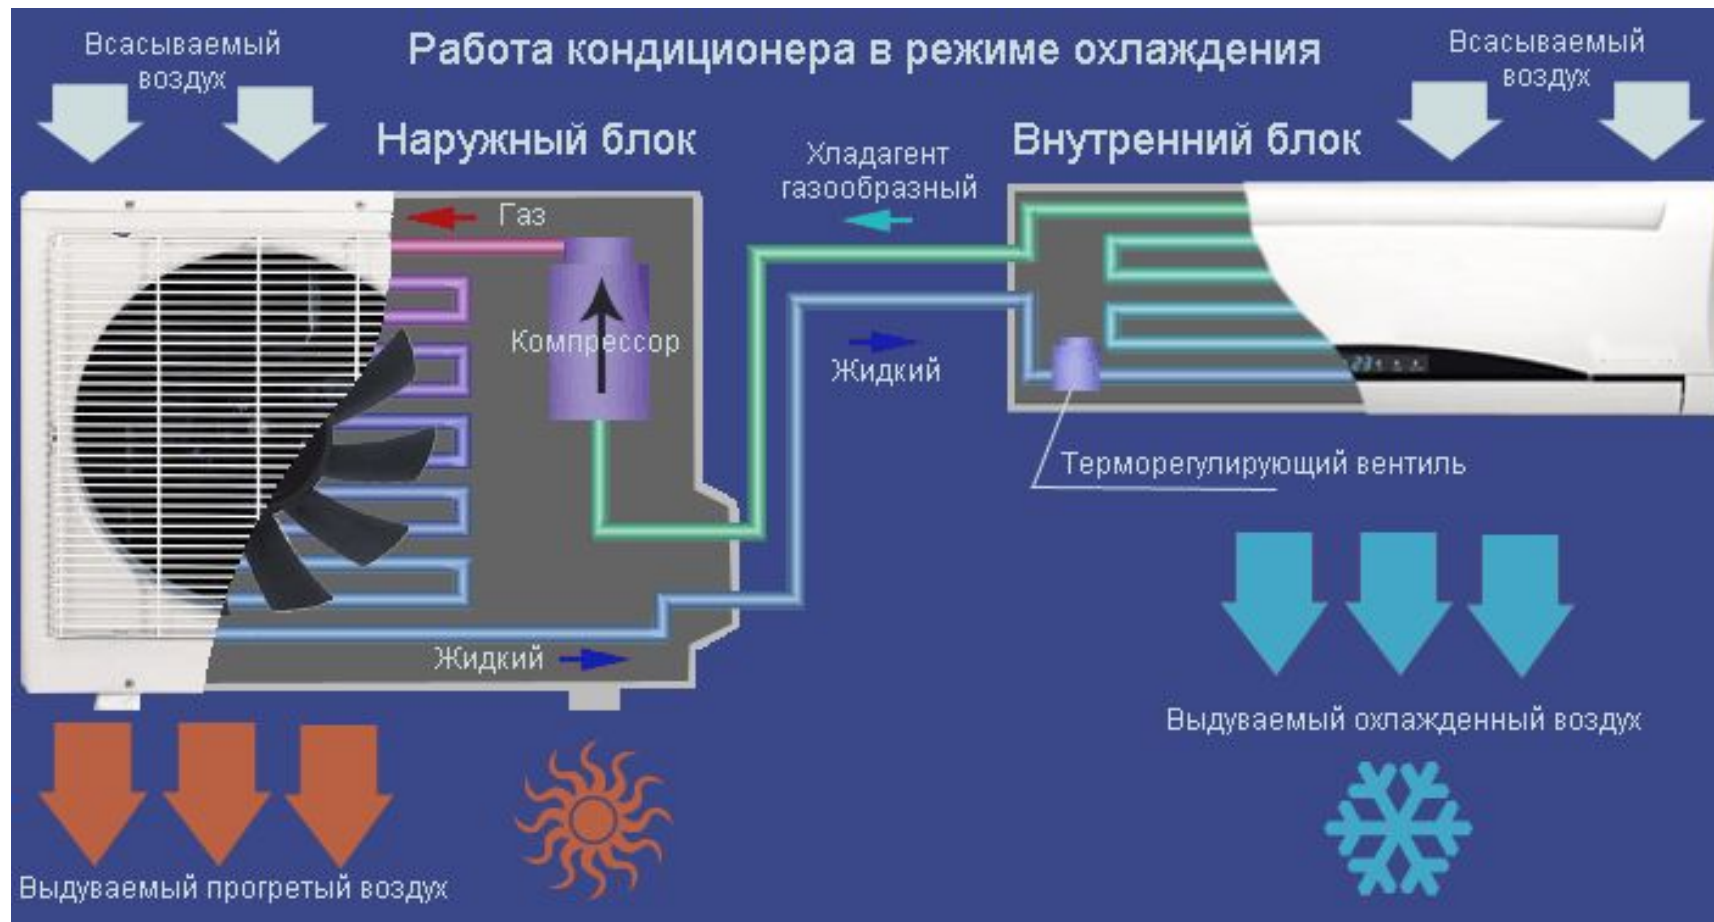 Работа кондиционера в режиме охлаждения
Всасываемый
воздух
Всасываемый
воздух
Наружный блок
Внутренний блок
Хладагент
газообразный
Газ
Компрессор
Жидкий
Терморегулирующий вентиль
Жидкий
Выдуваемый охлажденный воздух
Выдуваемый прогретый воздух